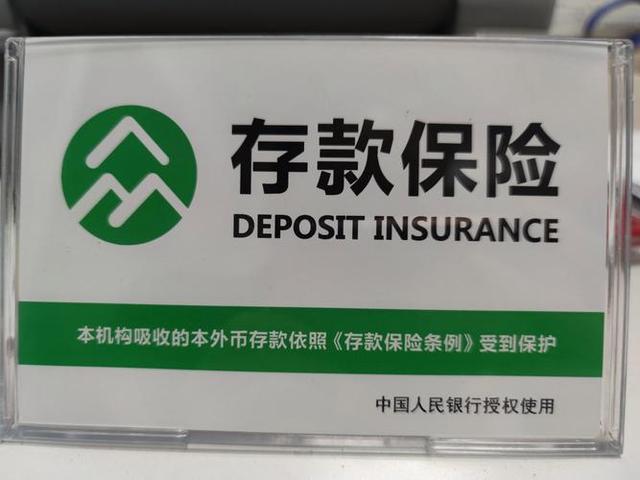 存款保险
DEPOSIT INSURANCE
本机构吸收的本外币存款依照《存款保险条例》受到保护
中国人民银行授权使用